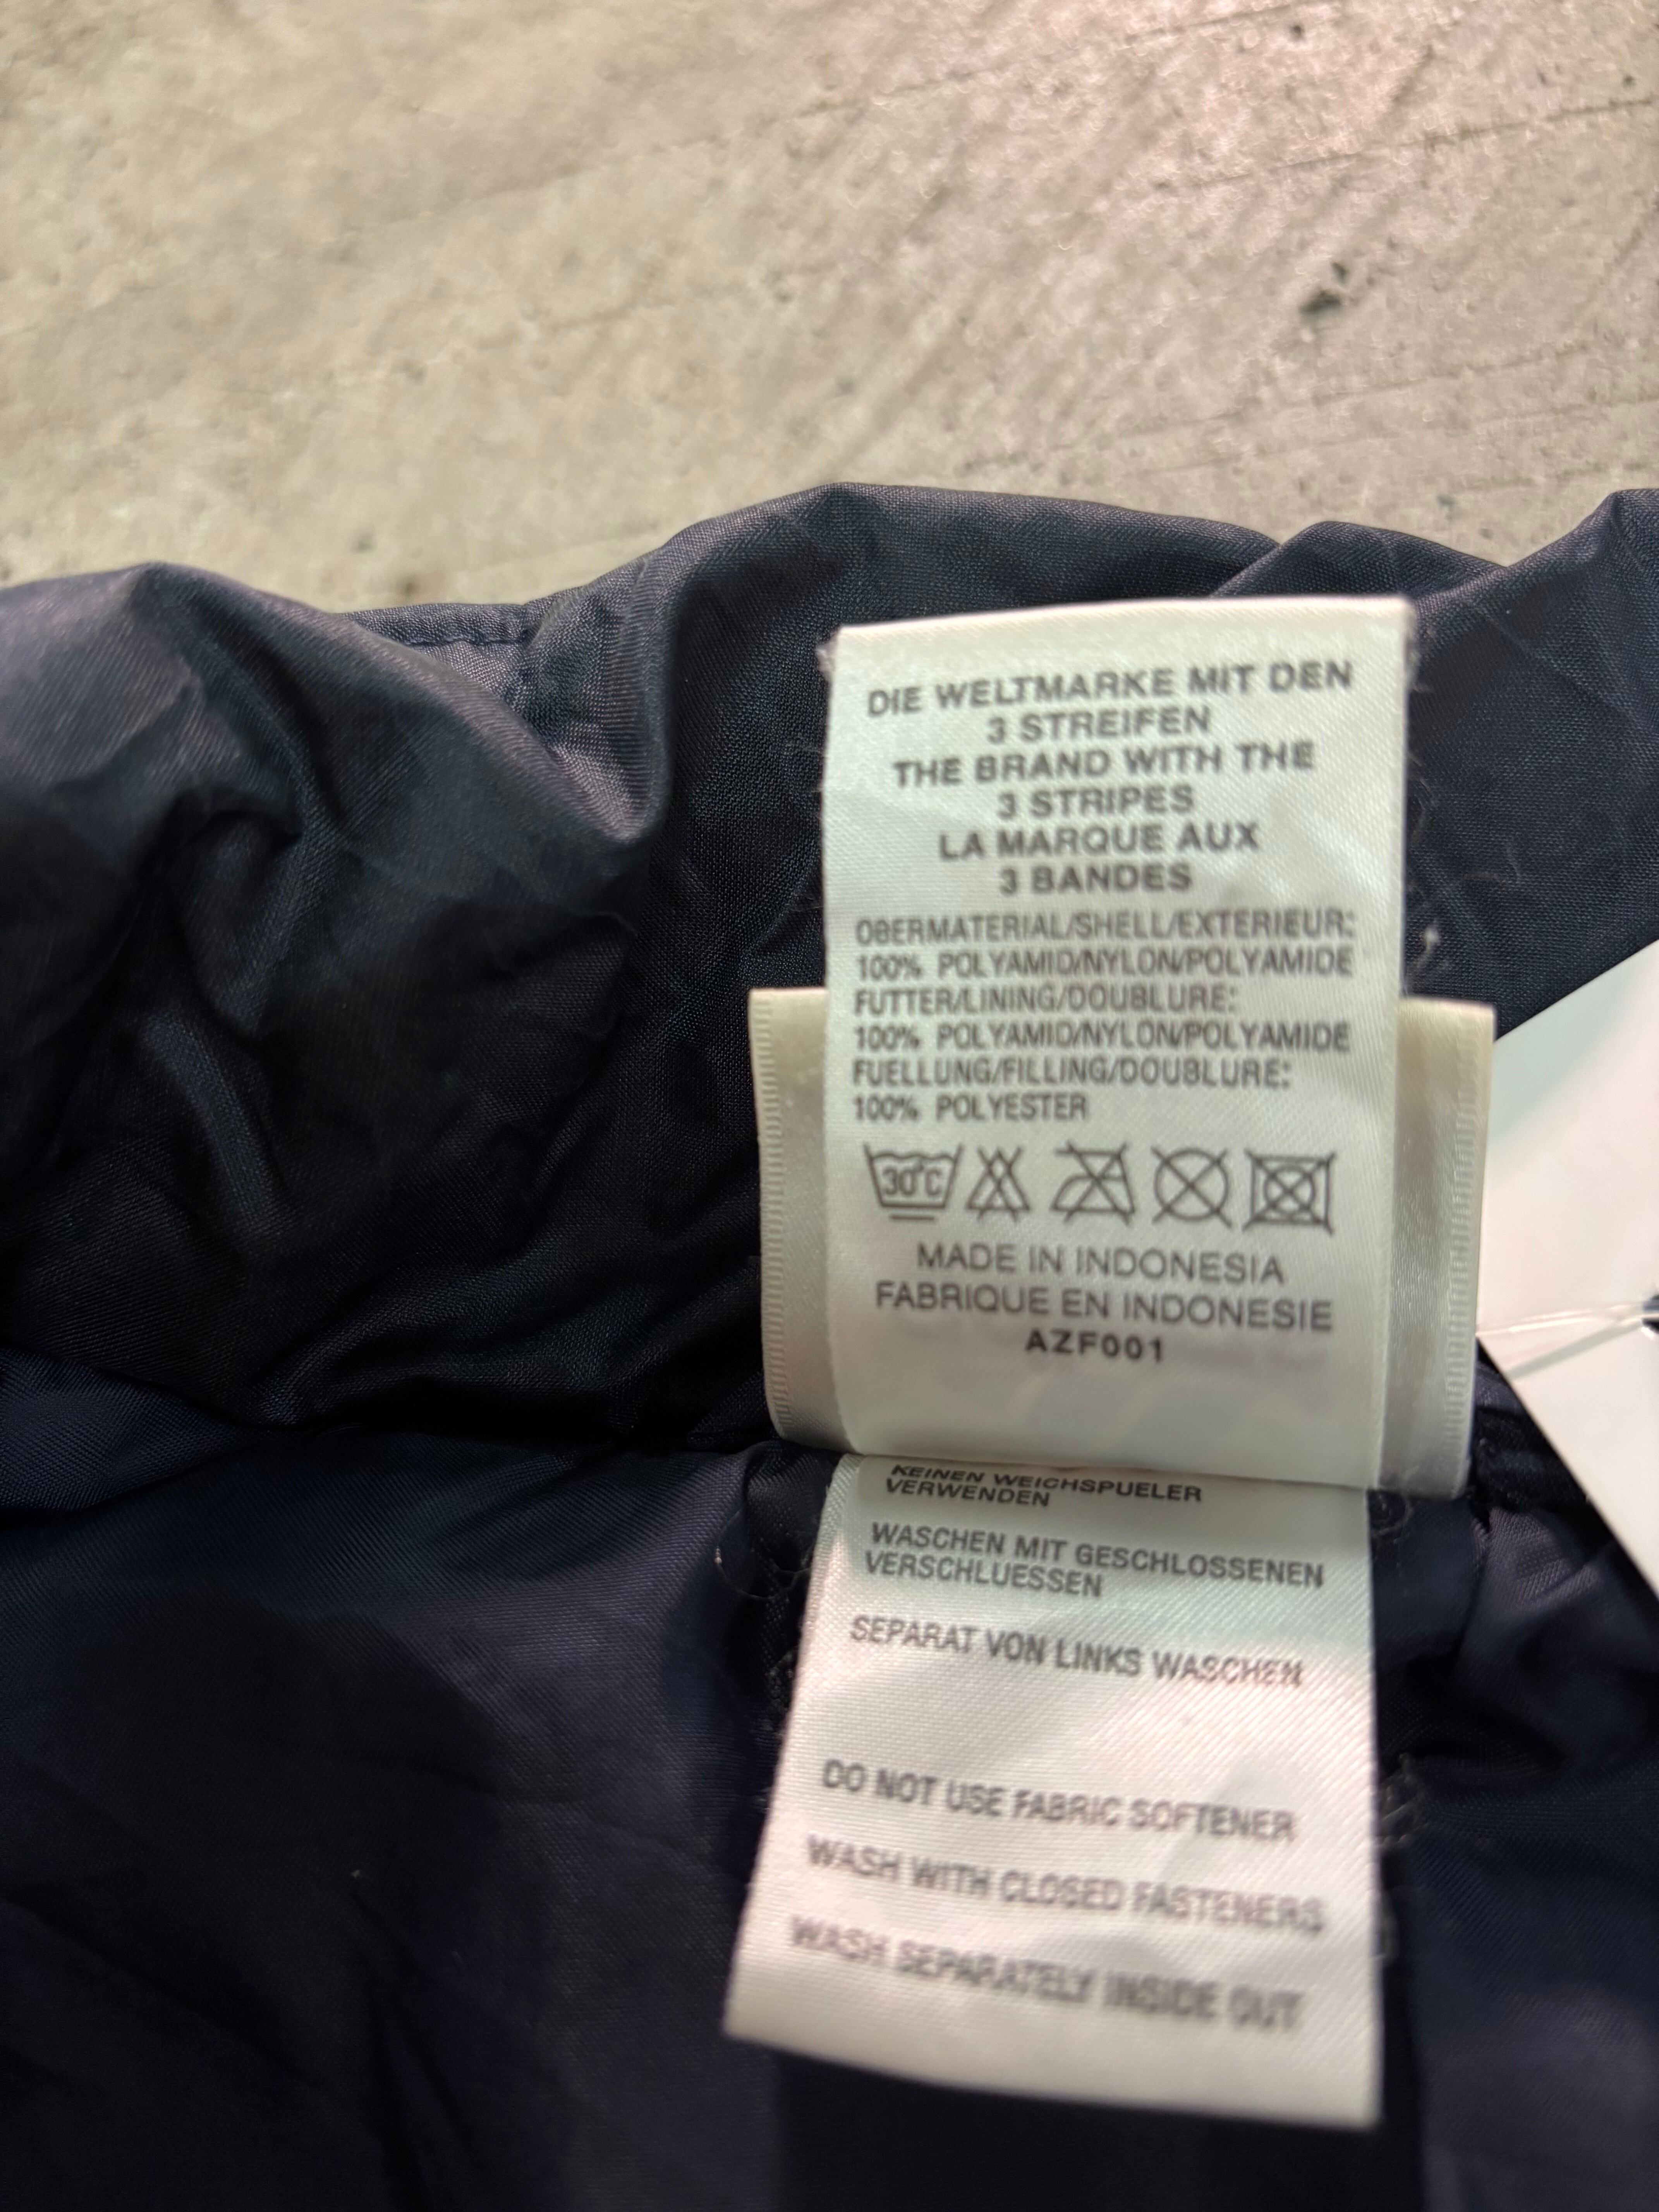 DIE WELTMARKE MIT DEN
3 STREIFEN
THE BRAND WITH THE
3 STRIPES
LA MARQUE AUX
3 BANDES
OBERMATERIAL/SHELL/EXTERIEUR:
100% POLYAMID/NYLON/POLYAMIDE
FUTTER/LINING/DOUBLURE:
100% POLYAMID/NYLON/POLYAMIDE
FUELLUNG/FILLING/DOUBLURE:
100% POLYESTER
30°C
MADE IN INDONESIA
FABRIQUE EN INDONESIE
AZF001
KEINEN WEICHSPUELER
VERWENDEN
WASCHEN MIT GESCHLOSSENEN
VERSCHLUESSEN
SEPARAT VON LINKS WASCHEN
DO NOT USE FABRIC SOFTENER
WASH WITH CLOSED FASTENERS
WASH SEPARATELY INSIDE OUT